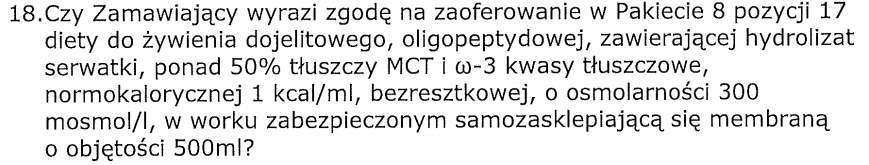 18.Czy Zamawiający wyrazi zgodę na zaoferowanie w Pakiecie 8 pozycji 17
diety do żywienia dojelitowego, oligopeptydowej, zawierającej hydrolizat
serwatki, ponad 50% tłuszczy MCT i ω-3 kwasy tłuszczowe,
normokalorycznej 1 kcal/ml, bezresztkowej, o osmolarności 300
mosmol/l, w worku zabezpieczonym samozasklepiającą się membraną
o objętości 500ml?